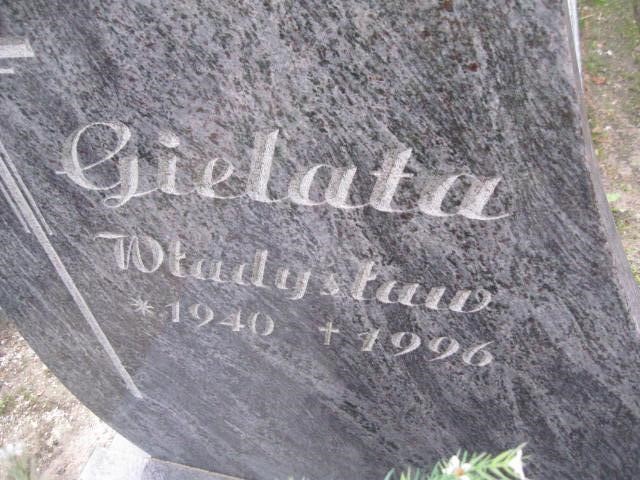 Gielata
Władysław
* 1940 † 1996